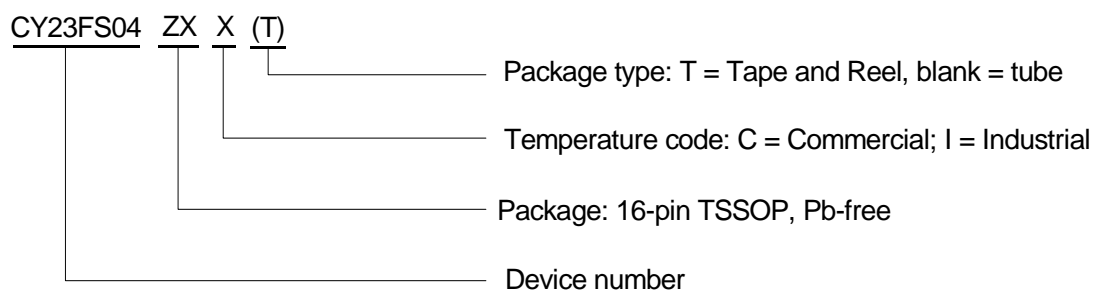 CY23FS04 ZX X (T)
Package type: T = Tape and Reel, blank = tube
Temperature code: C = Commercial; I = Industrial
Package: 16-pin TSSOP, Pb-free
Device number